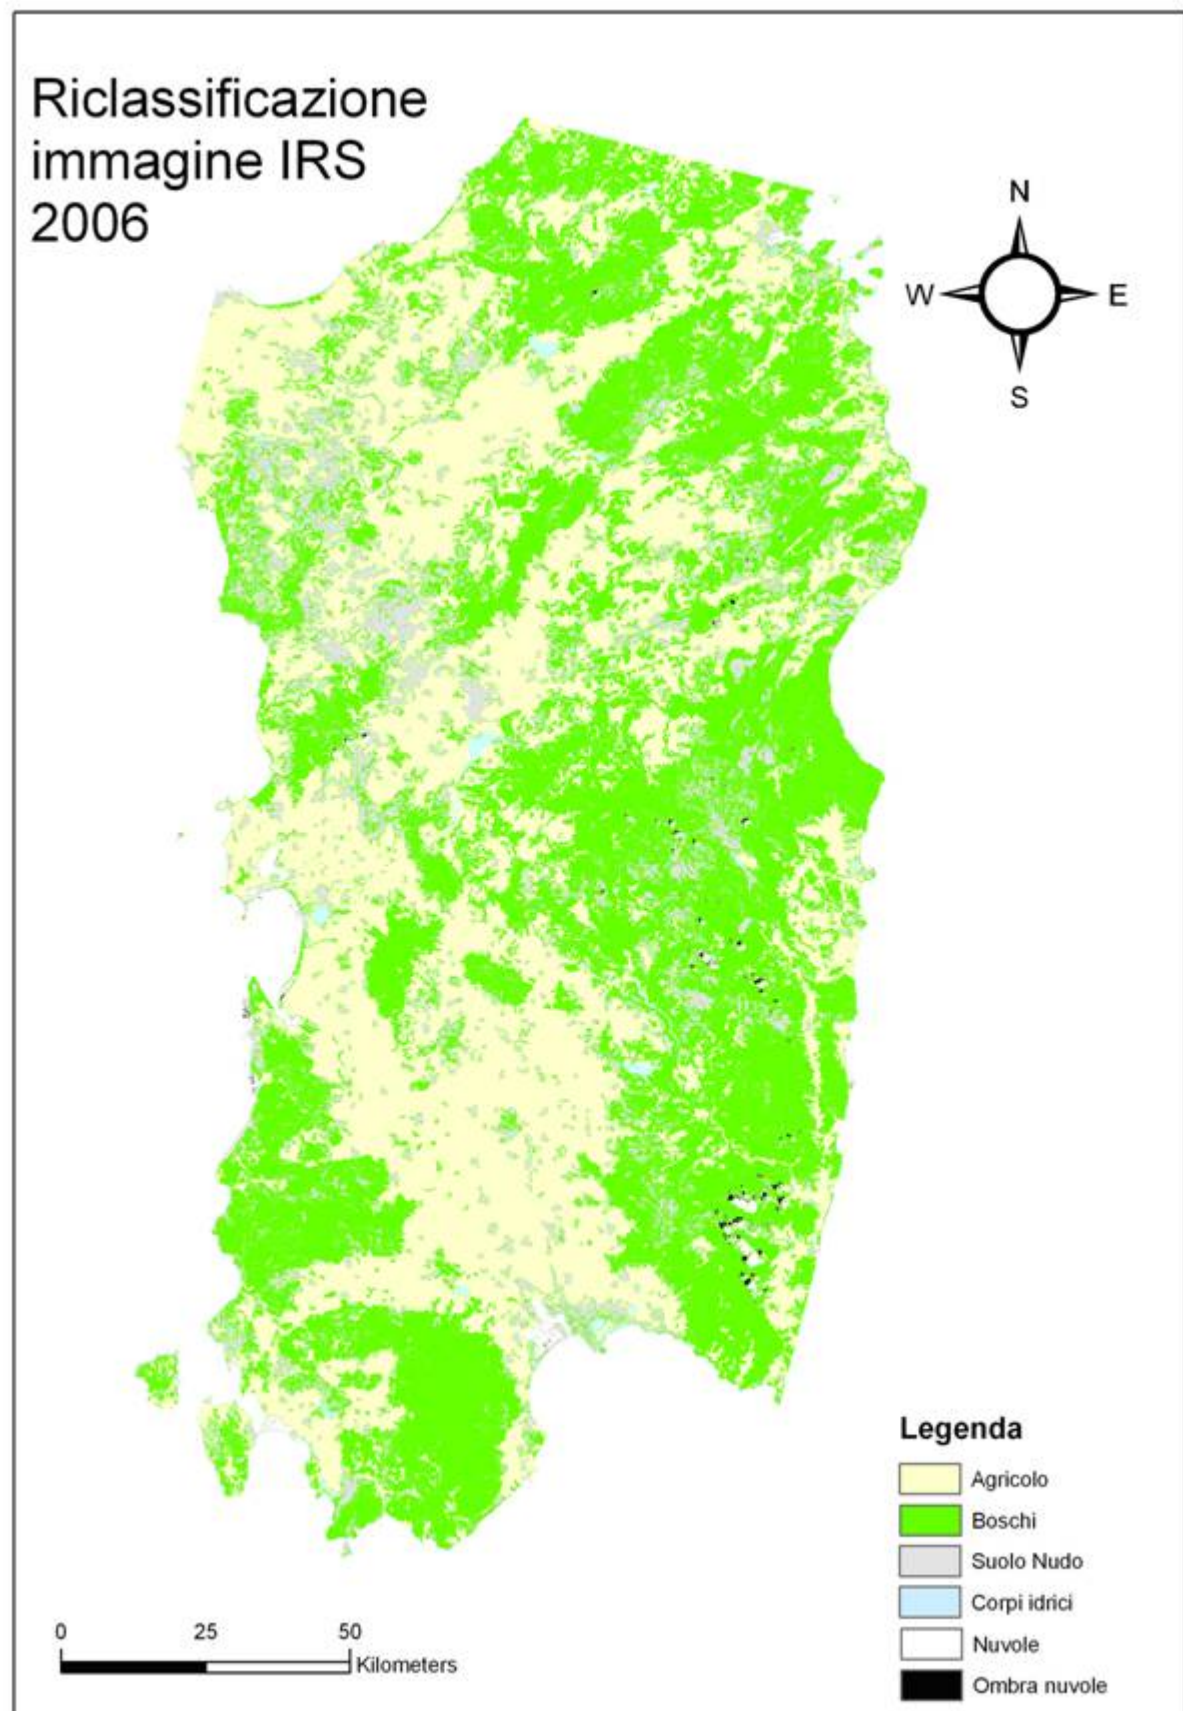 Riclassificazione
immagine IRS
2006
N
W
E
S
Legenda
Agricolo
Boschi
Suolo Nudo
Corpi idrici
Nuvole
Ombra nuvole
0 25 50
Kilometers